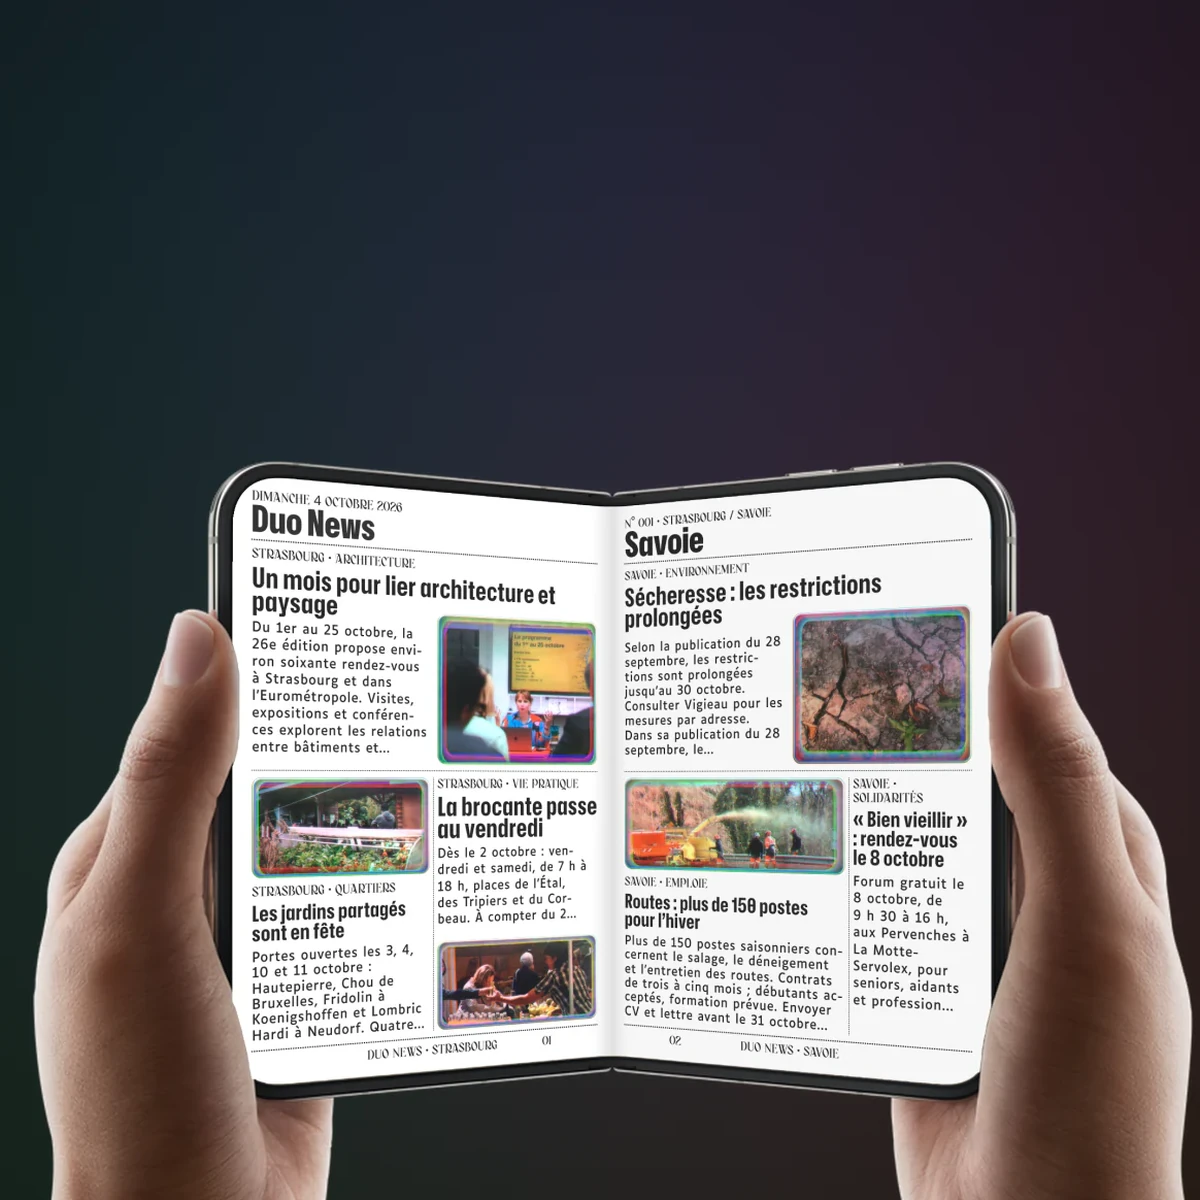 DIMANCHE 4 OCTOBRE 2026
Duo News
STRASBOURG • ARCHITECTURE
Un mois pour lier architecture et
paysage
Du 1er au 25 octobre, la
26e édition propose envi-
ron soixante rendez-vous
à Strasbourg et dans
l'Eurométropole. Visites,
expositions et conféren-
ces explorent les relations
entre bâtiments et...
Le programme
du 1er au 25 octobre
STRASBOURG • QUARTIERS
Les jardins partagés
sont en fête
Portes ouvertes les 3, 4,
10 et 11 octobre :
Hautepierre, Chou de
Bruxelles, Fridolin à
Koenigshoffen et Lombric
Hardi à Neudorf. Quatre...
STRASBOURG • VIE PRATIQUE
La brocante passe
au vendredi
Dès le 2 octobre : ven-
dredi et samedi, de 7 h à
18 h, places de l'Étal,
des Tripiers et du Cor-
beau. À compter du 2...
DUO NEWS • STRASBOURG
01
N° 001 • STRASBOURG / SAVOIE
Savoie
SAVOIE • ENVIRONNEMENT
Sécheresse : les restrictions
prolongées
Selon la publication du 28
septembre, les restric-
tions sont prolongées
jusqu'au 30 octobre.
Consulter Vigieau pour les
mesures par adresse.
Dans sa publication du 28
septembre, le...
SAVOIE • EMPLOIE
Routes : plus de 150 postes
pour l'hiver
Plus de 150 postes saisonniers con-
cernent le salage, le déneigement
et l'entretien des routes. Contrats
de trois à cinq mois ; débutants ac-
ceptés, formation prévue. Envoyer
CV et lettre avant le 31 octobre...
SAVOIE •
SOLIDARITÉS
« Bien vieillir »
: rendez-vous
le 8 octobre
Forum gratuit le
8 octobre, de
9 h 30 à 16 h,
aux Pervenches à
La Motte-
Servolex, pour
seniors, aidants
et profession...
02
DUO NEWS • SAVOIE